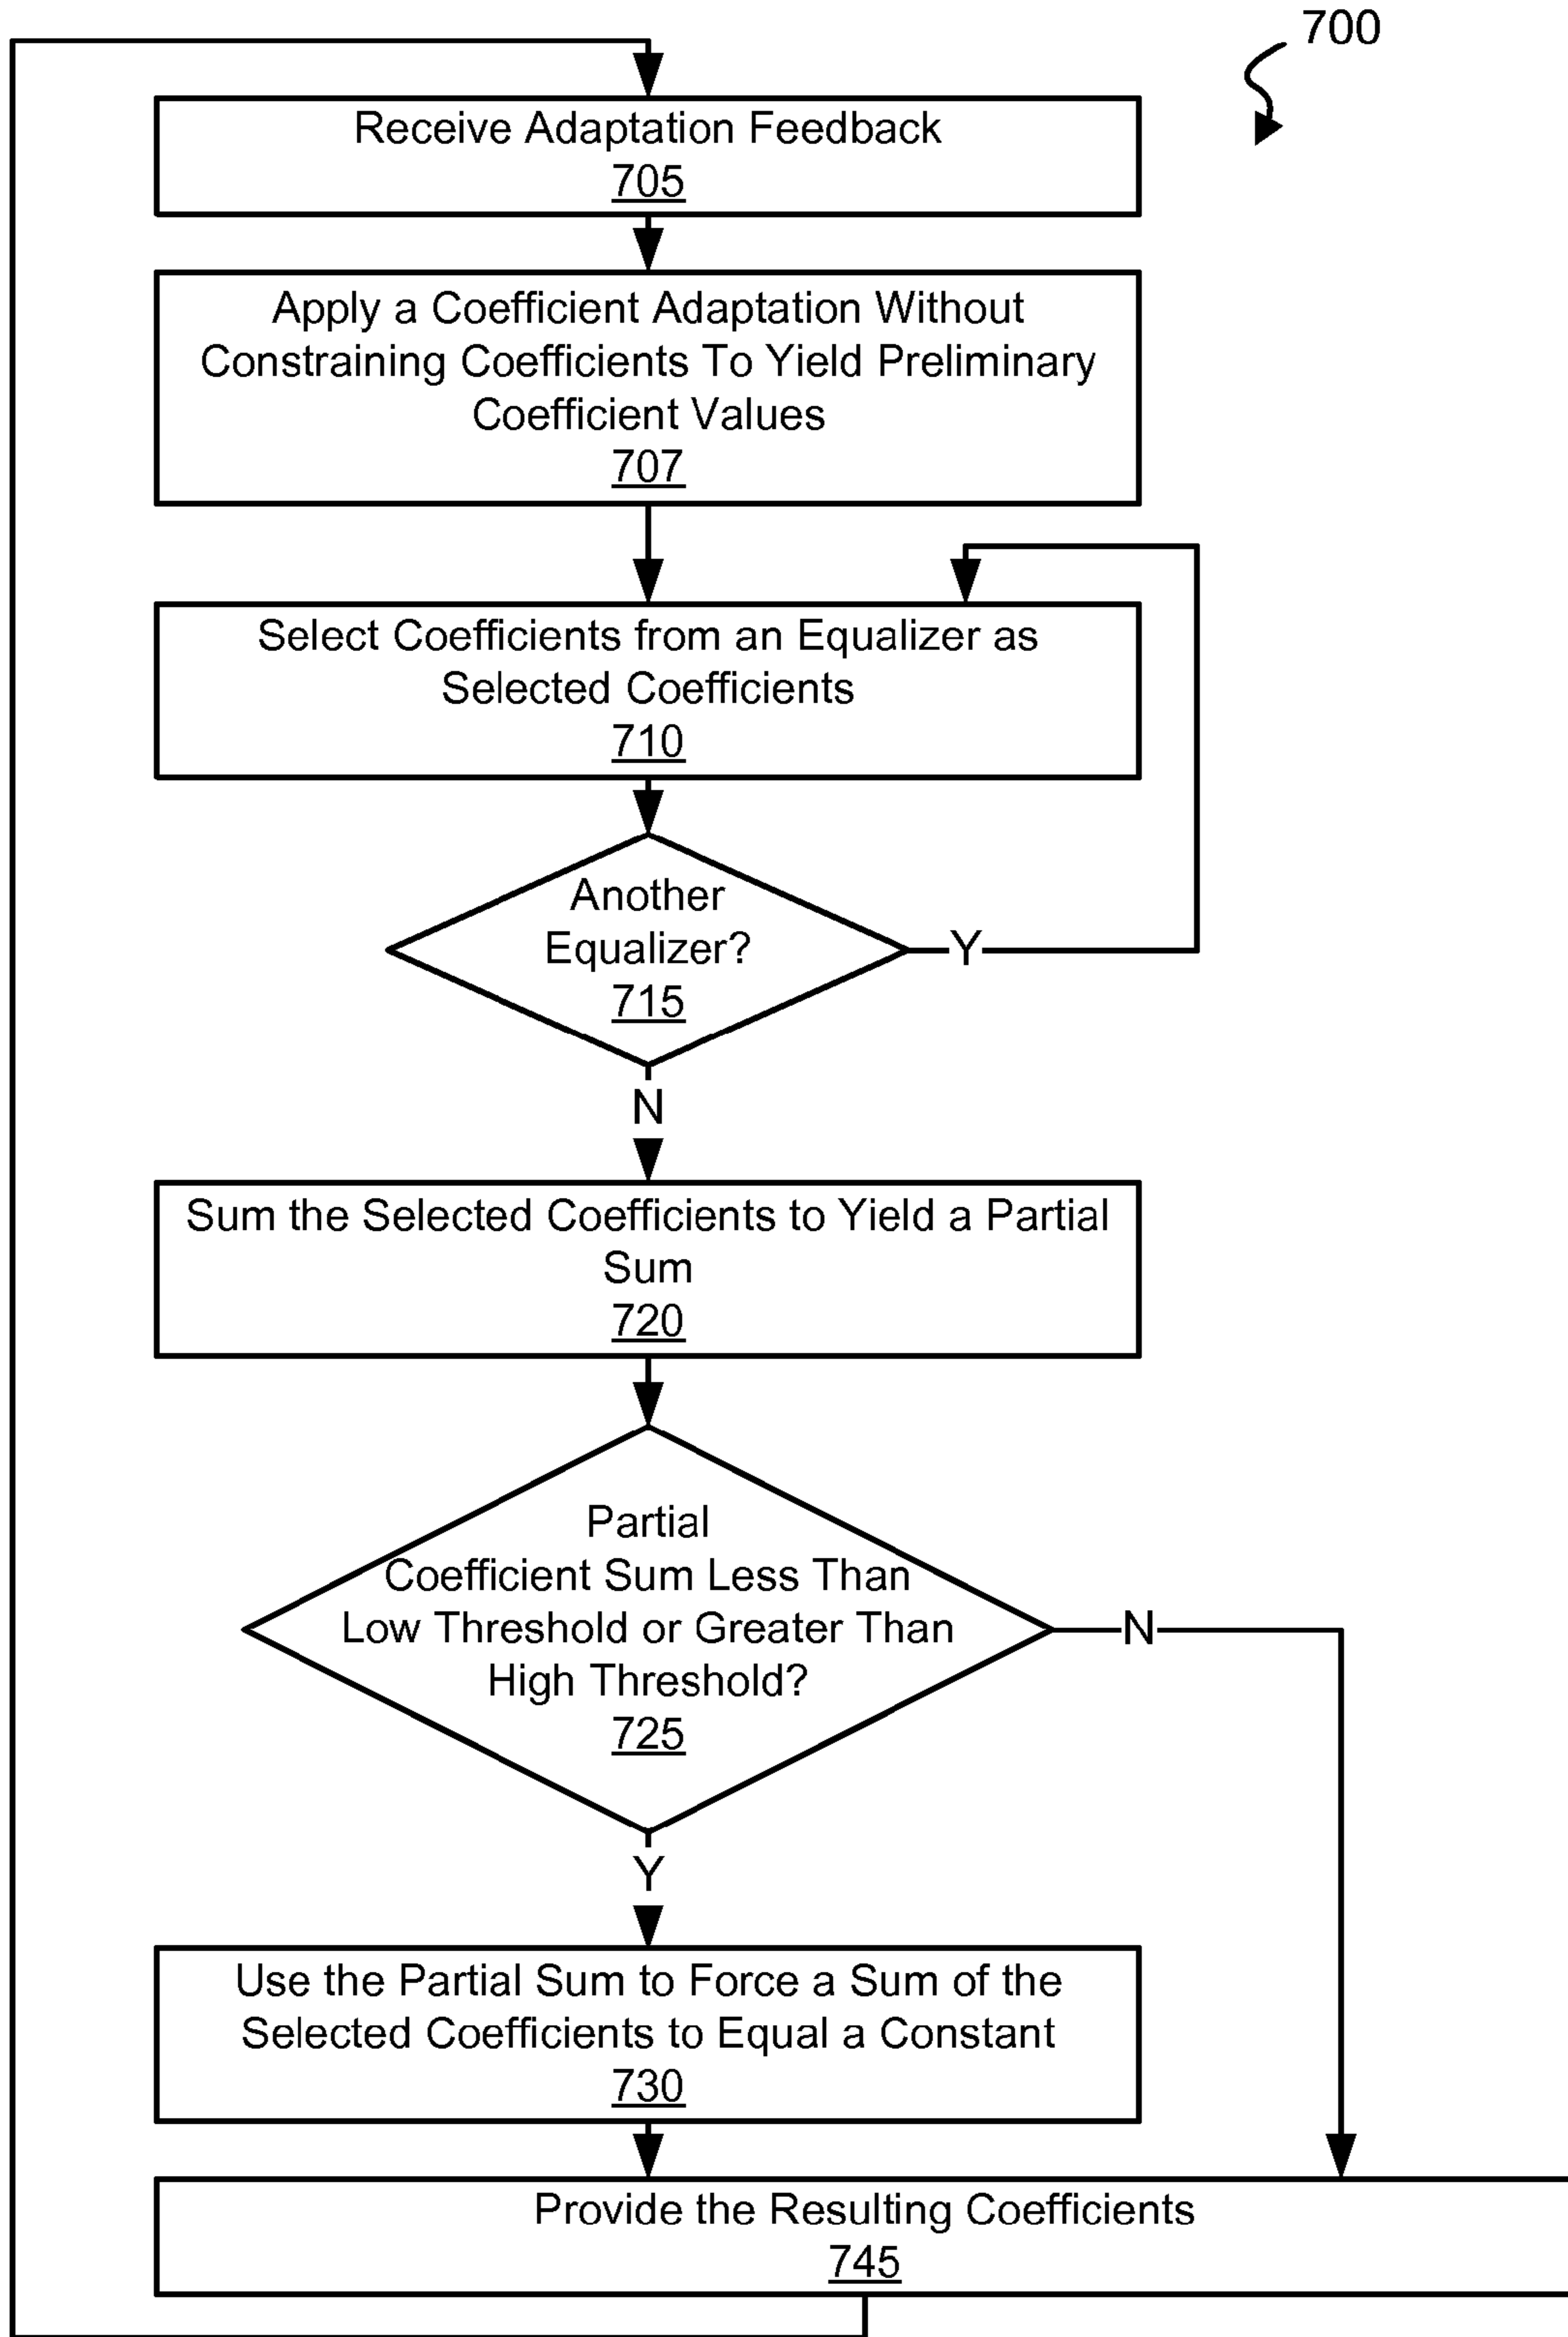 700
Receive Adaptation Feedback
705
Apply a Coefficient Adaptation Without
Constraining Coefficients To Yield Preliminary
Coefficient Values
707
Select Coefficients from an Equalizer as
Selected Coefficients
710
Another
Equalizer?
715
Y
N
Sum the Selected Coefficients to Yield a Partial
Sum
720
Partial
Coefficient Sum Less Than
Low Threshold or Greater Than
High Threshold?
725
N
Y
Use the Partial Sum to Force a Sum of the
Selected Coefficients to Equal a Constant
730
Provide the Resulting Coefficients
745